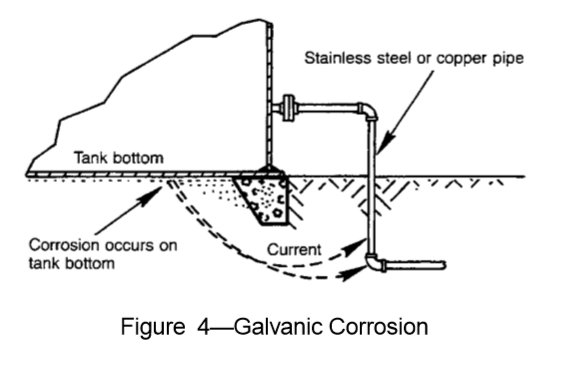 Stainless steel or copper pipe
Tank bottom
Corrosion occurs on
tank bottom
Current
Figure 4—Galvanic Corrosion